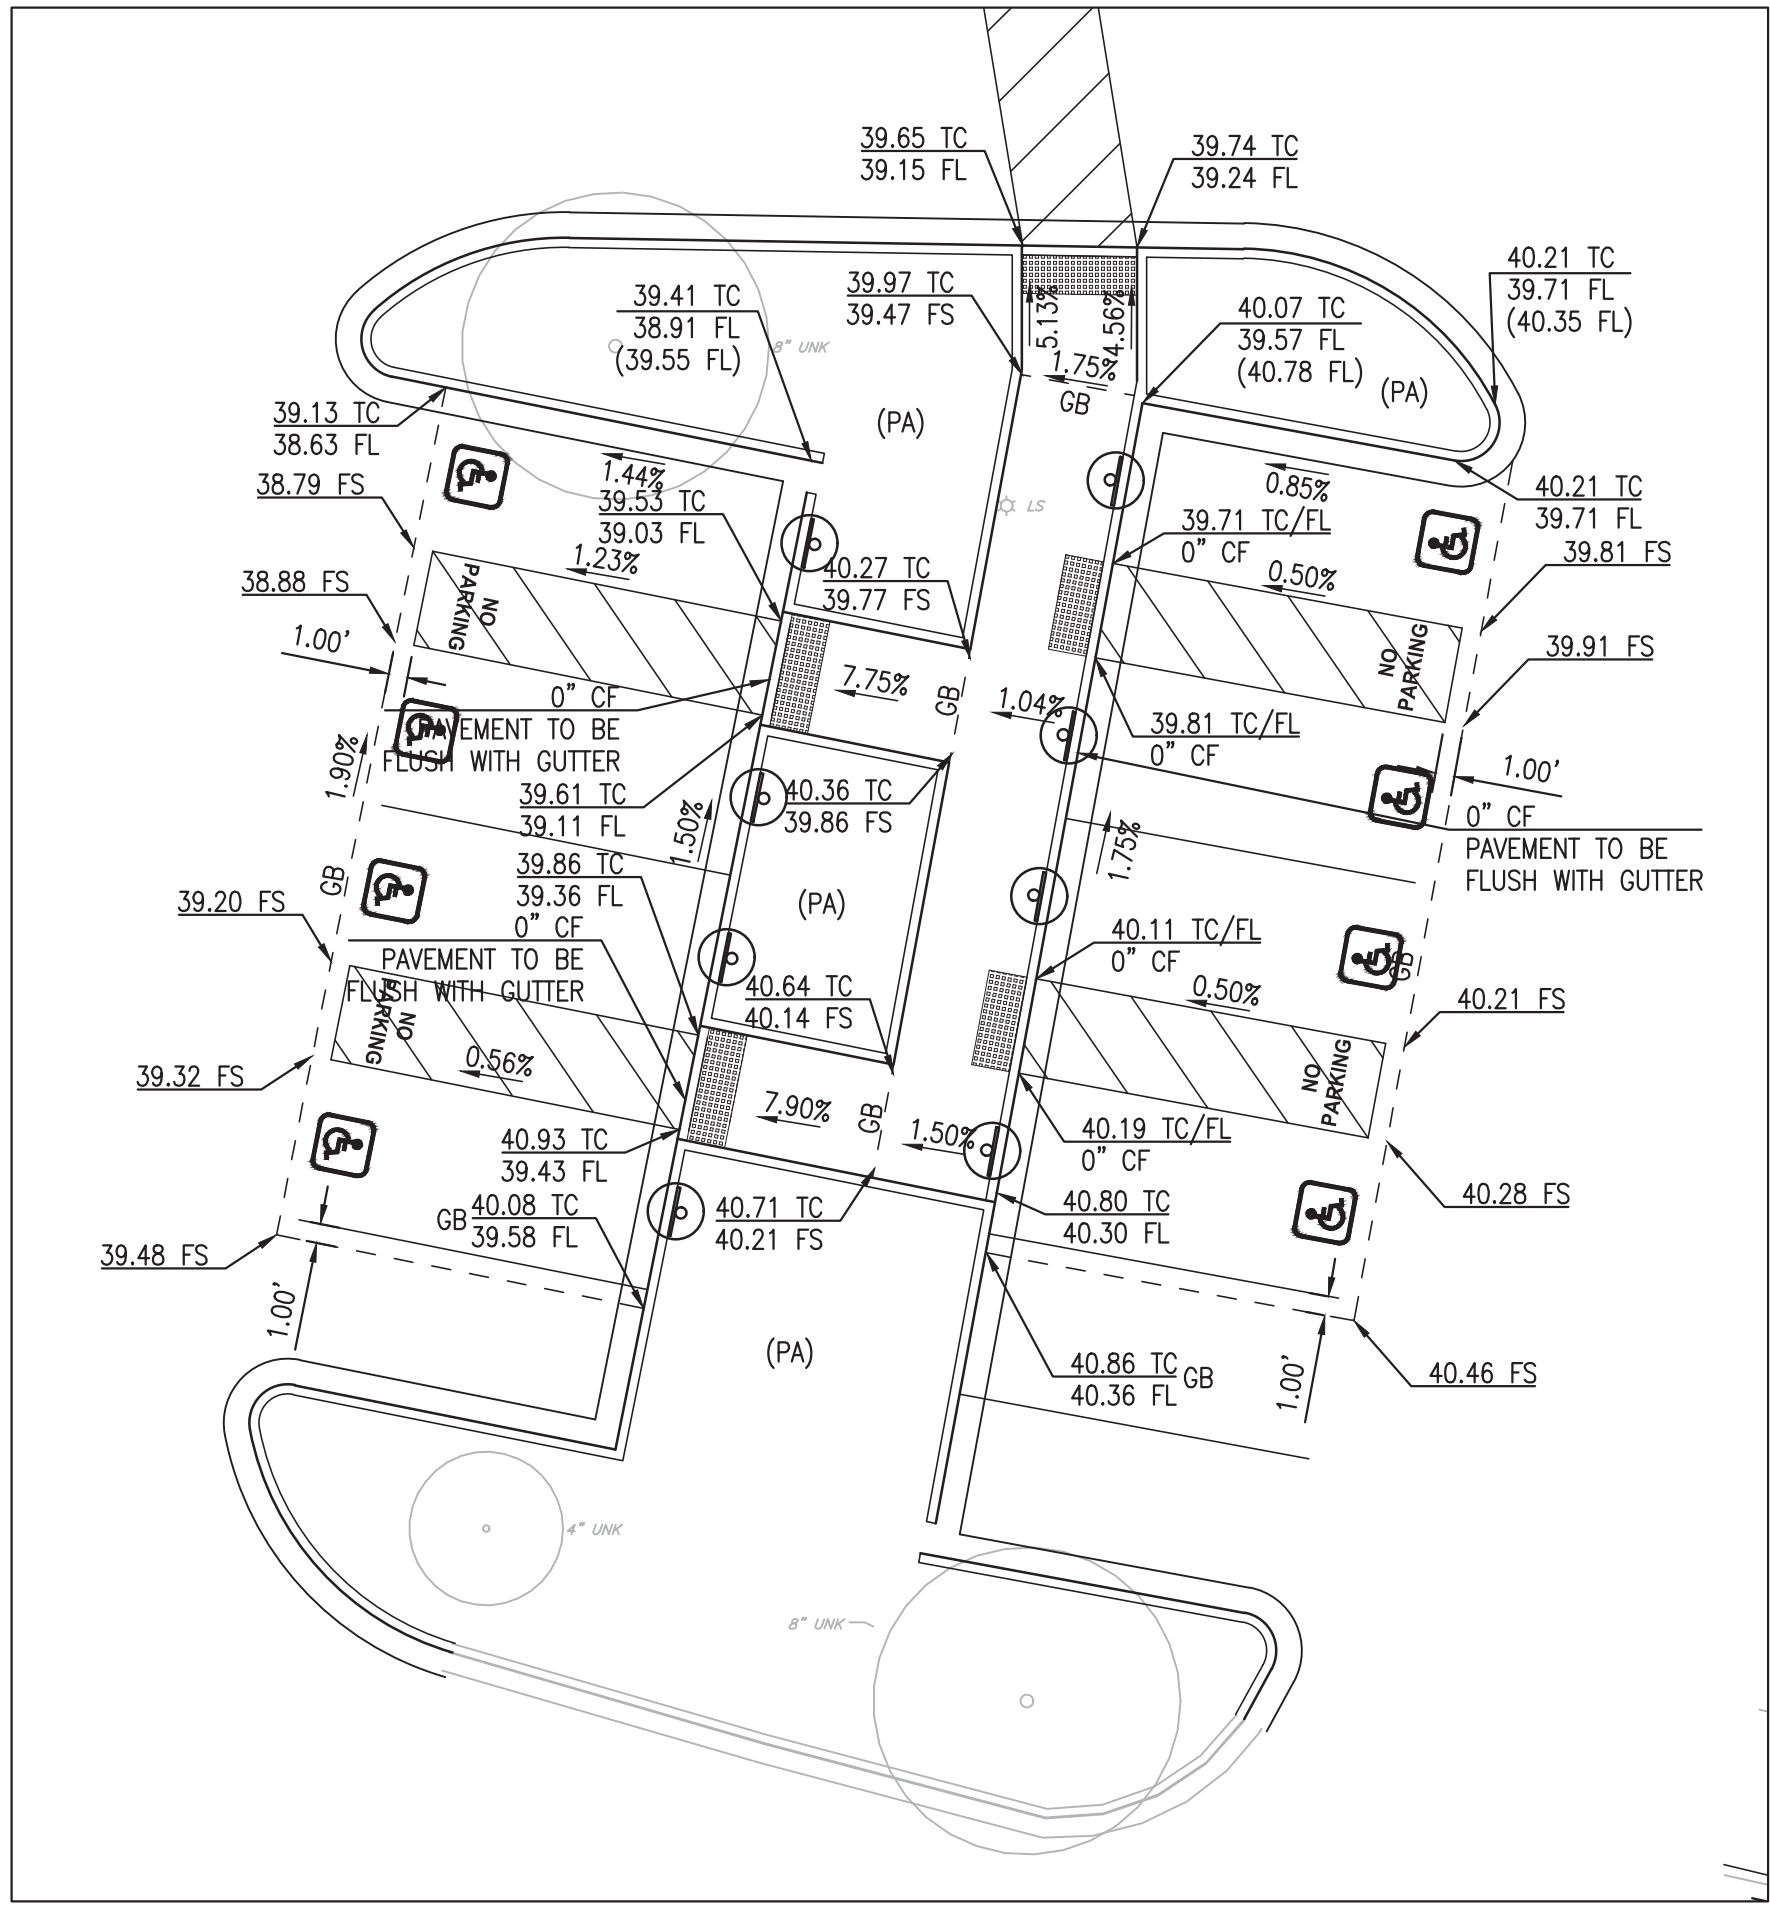 39.65 TC
39.15 FL
39.74 TC
39.24 FL
40.21 TC
39.71 FL
(40.35 FL)
39.97 TC
39.47 FS
39.41 TC
38.91 FL
(39.55 FL)
8" UNK
5.13%
4.56%
1.75%
GB
40.07 TC
39.57 FL
(40.78 FL)
(PA)
(PA)
39.13 TC
38.63 FL
38.79 FS
1.44%
39.53 TC
39.03 FL
1.23%
LS
0.85%
40.21 TC
39.71 FL
39.81 FS
39.71 TC/FL
0" CF
0.50%
38.88 FS
NO
PARKING
40.27 TC
39.77 FS
1.00'
NO
PARKING
39.91 FS
7.75%
GB
1.04%
0" CF
PAVEMENT TO BE
FLUSH WITH GUTTER
39.81 TC/FL
0" CF
1.00'
1.90%
39.61 TC
39.11 FL
1.50%
40.36 TC
39.86 FS
1.75%
0" CF
PAVEMENT TO BE
FLUSH WITH GUTTER
GB
39.20 FS
39.86 TC
39.36 FL
0" CF
PAVEMENT TO BE
FLUSH WITH GUTTER
(PA)
40.11 TC/FL
0" CF
GB
40.64 TC
40.14 FS
0.50%
40.21 FS
NO
PARKING
39.32 FS
0.56%
NO
PARKING
7.90%
GB
1.50%
40.93 TC
39.43 FL
40.19 TC/FL
0" CF
40.28 FS
GB
40.08 TC
39.58 FL
40.71 TC
40.21 FS
40.80 TC
40.30 FL
39.48 FS
1.00'
(PA)
40.86 TC
40.36 FL
GB
1.00'
40.46 FS
4" UNK
8" UNK